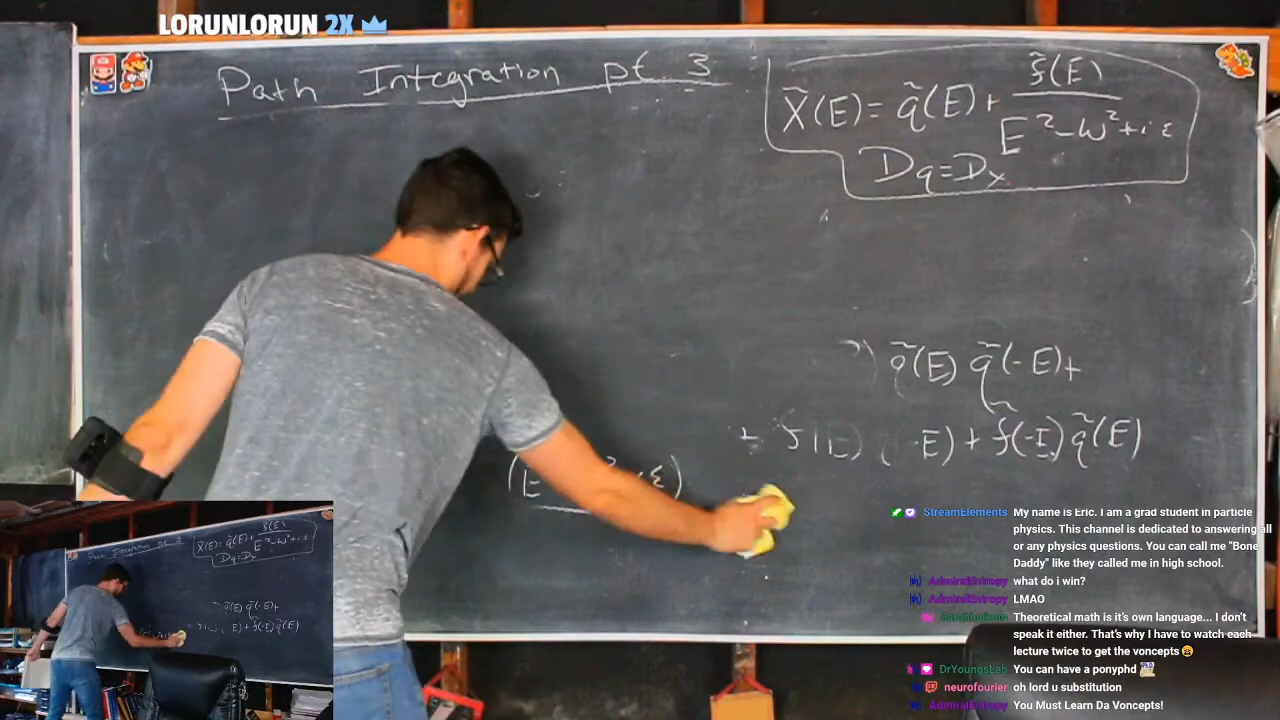 LORUNLORUN 2X
Path Integration pt 3
x̃(E) = q̃(E) + f̃(E) / E² - ω² + iε
Dq = Dx
q̃(E) q̃(-E) +
E) + f̃(-E) q̃(E)
StreamElements My name is Eric. I am a grad student in particle
physics. This channel is dedicated to answering all
or any physics questions. You can call me "Bone
Daddy" like they called me in high school.
AdmiralEntropy what do i win?
AdmiralEntropy LMAO
Theoretical math is it's own language... I don't
speak it either. That's why I have to watch each
lecture twice to get the voncepts
DrYoungsLab You can have a ponyphd
neurofourier oh lord u substitution
AdmiralEntropy You Must Learn Da Voncepts!